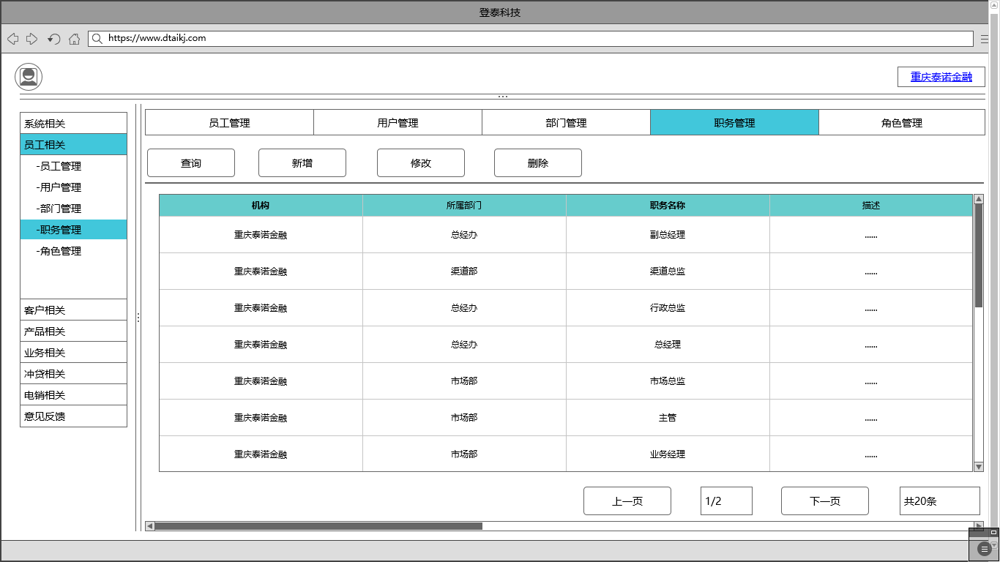 登泰科技
https://www.dtaikj.com
重庆泰诺金融
系统相关
员工相关
-员工管理
-用户管理
-部门管理
-职务管理
-角色管理
客户相关
产品相关
业务相关
冲贷相关
电销相关
意见反馈
员工管理 用户管理 部门管理 职务管理 角色管理
查询 新增 修改 删除
机构 所属部门 职务名称 描述
重庆泰诺金融 总经办 副总经理 ......
重庆泰诺金融 渠道部 渠道总监 ......
重庆泰诺金融 总经办 行政总监 ......
重庆泰诺金融 总经办 总经理 ......
重庆泰诺金融 市场部 市场总监 ......
重庆泰诺金融 市场部 主管 ......
重庆泰诺金融 市场部 业务经理 ......
上一页 1/2 下一页 共20条